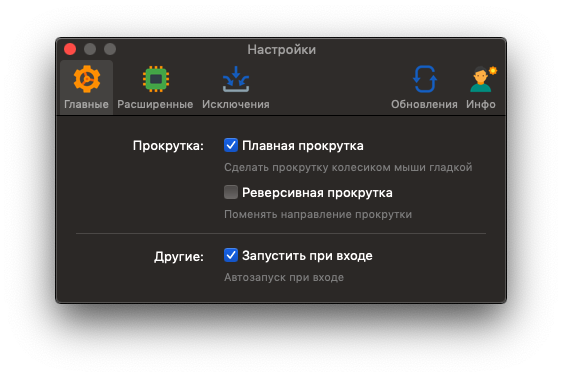 Настройки
Главные Расширенные Исключения Обновления Инфо
Прокрутка: Плавная прокрутка
Сделать прокрутку колесиком мыши гладкой
Реверсивная прокрутка
Поменять направление прокрутки
Другие: Запустить при входе
Автозапуск при входе